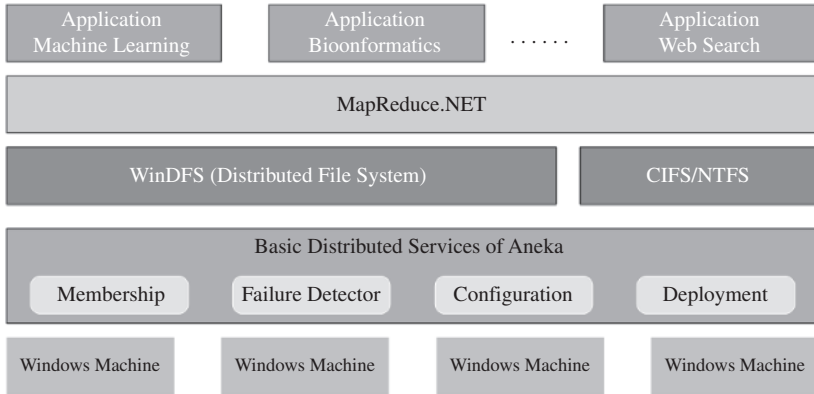 Application
Machine Learning
Application
Bioonformatics
. . . . . .
Application
Web Search
MapReduce.NET
WinDFS (Distributed File System)
CIFS/NTFS
Basic Distributed Services of Aneka
Membership
Failure Detector
Configuration
Deployment
Windows Machine
Windows Machine
Windows Machine
Windows Machine